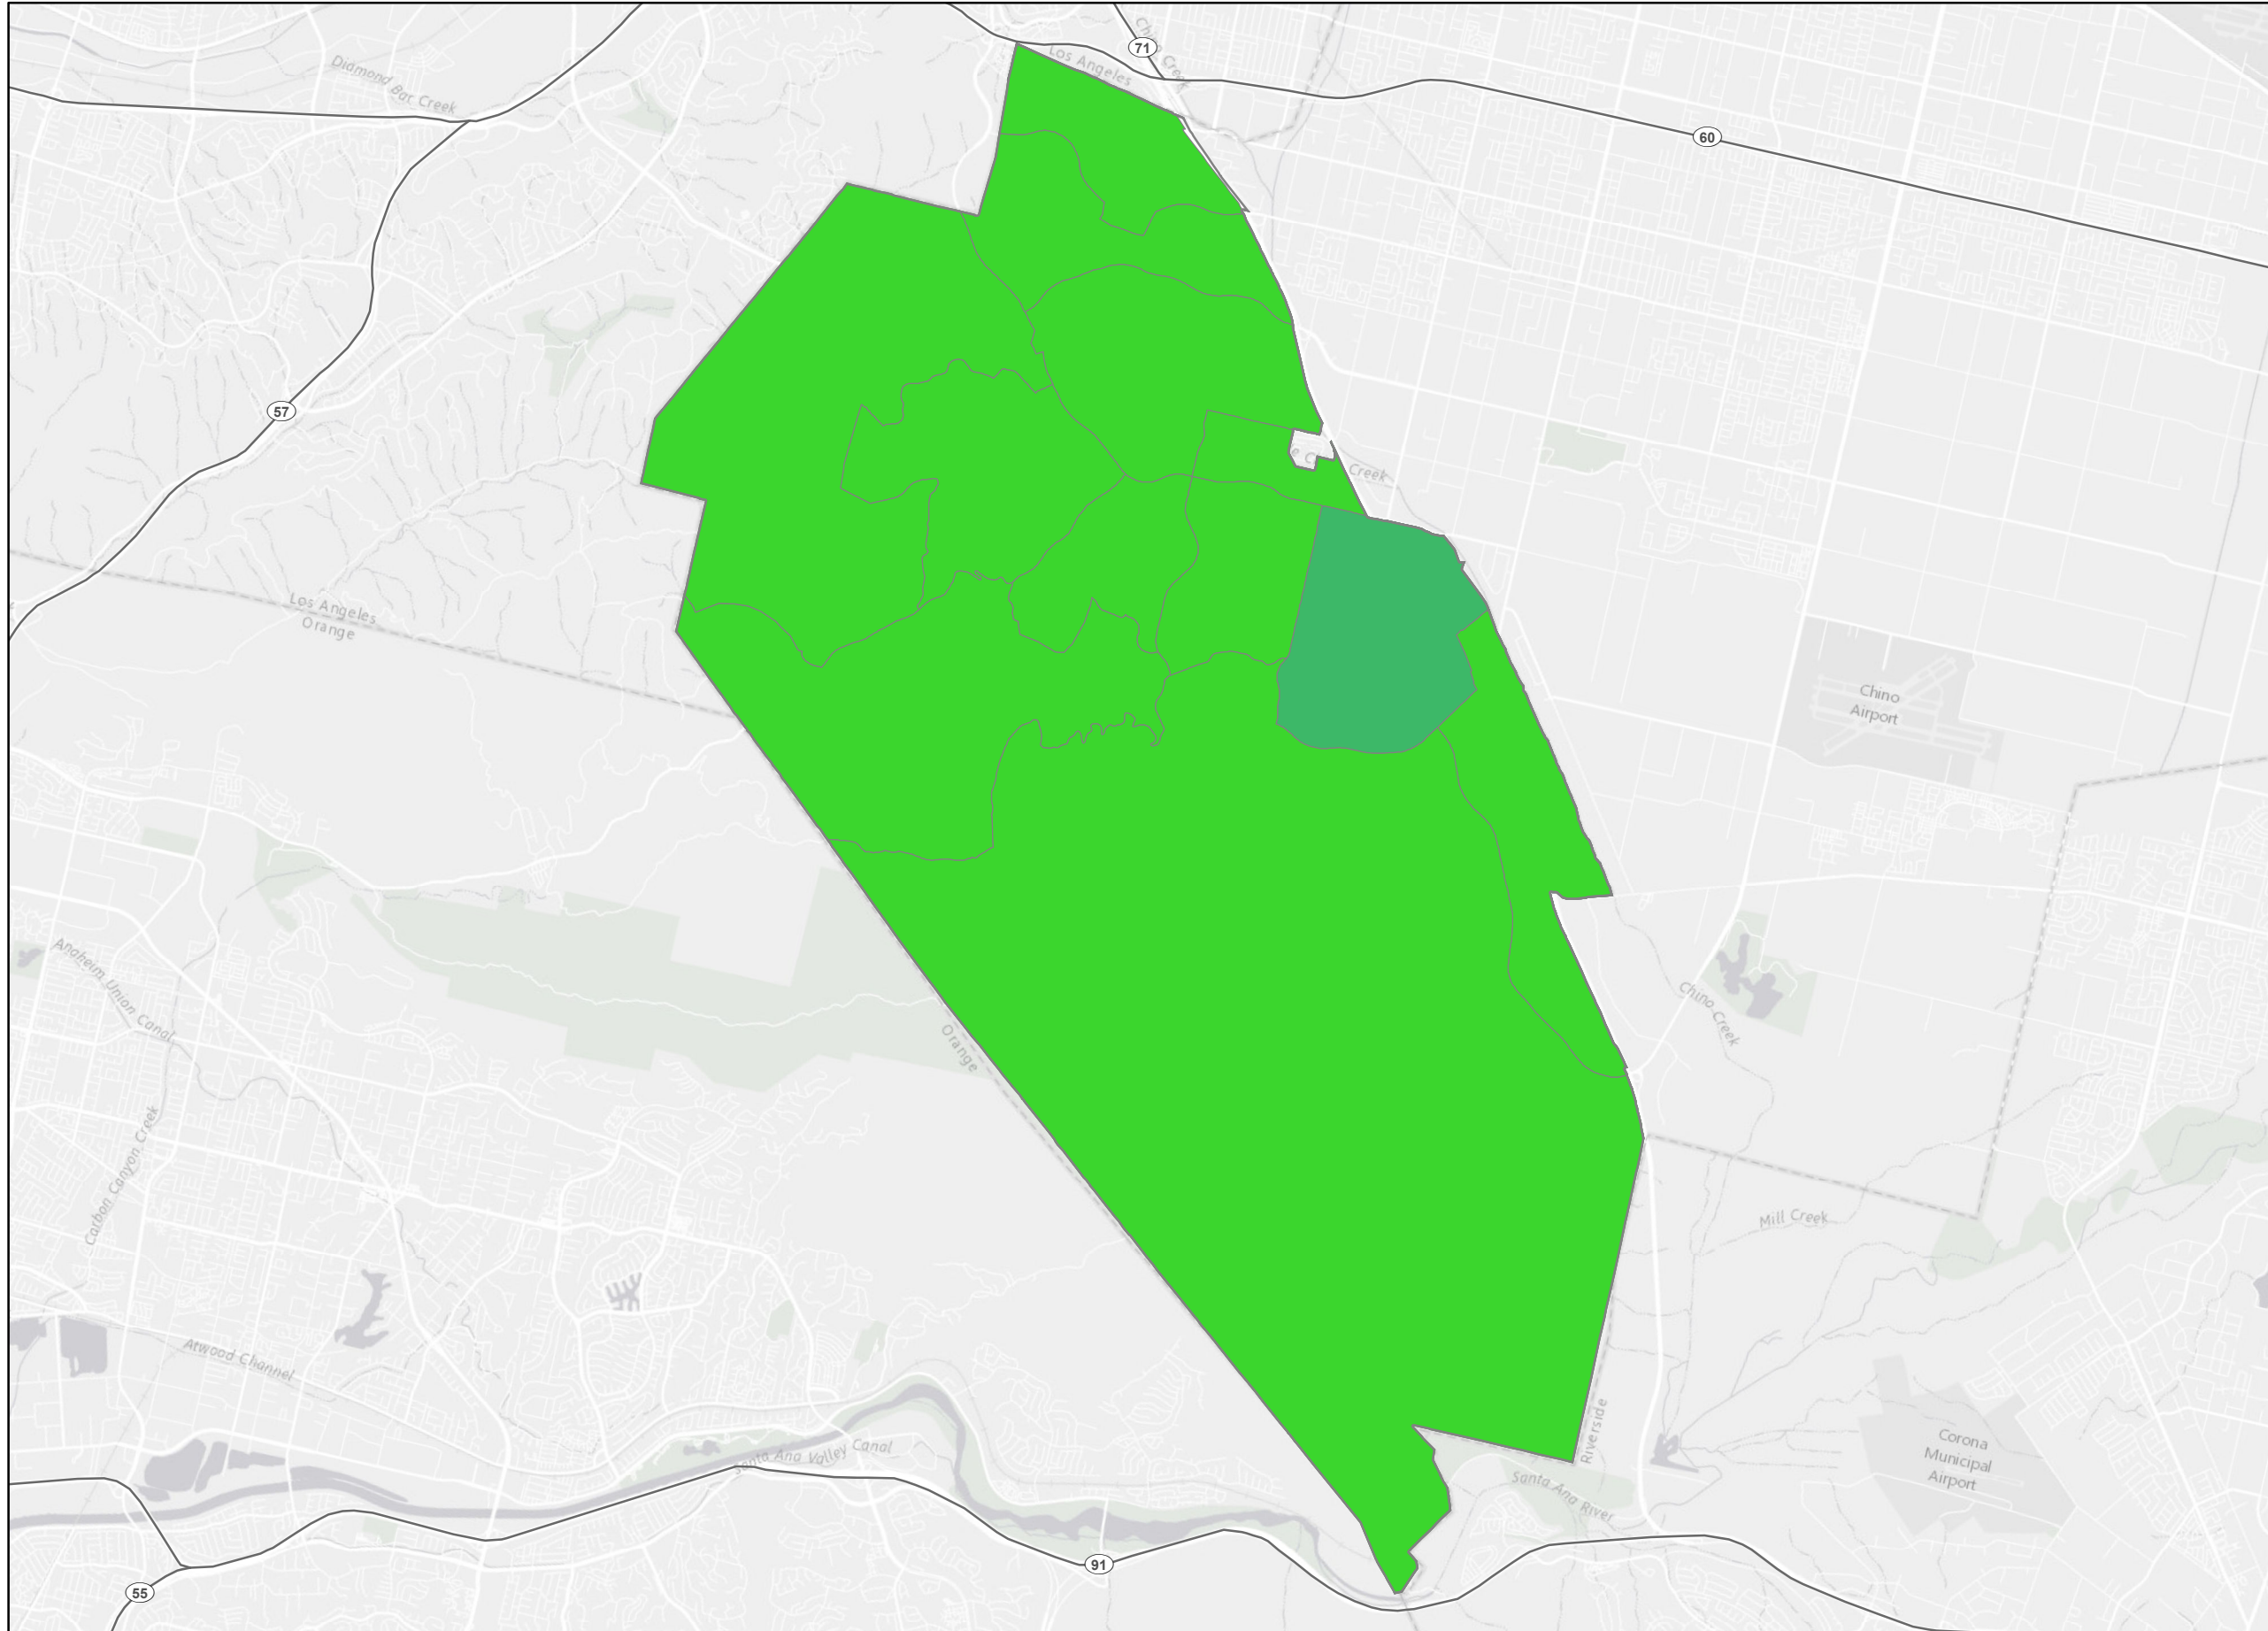 71
Chino Creek
Los Angeles
Diamond Bar Creek
60
57
Creek
Los Angeles
Orange
Chino
Airport
Anaheim Union Canal
Orange
Chino Creek
Carbon Canyon Creek
Mill Creek
Atwood Channel
Riverside
Corona
Municipal
Airport
Santa Ana Valley Canal
Santa Ana River
91
55